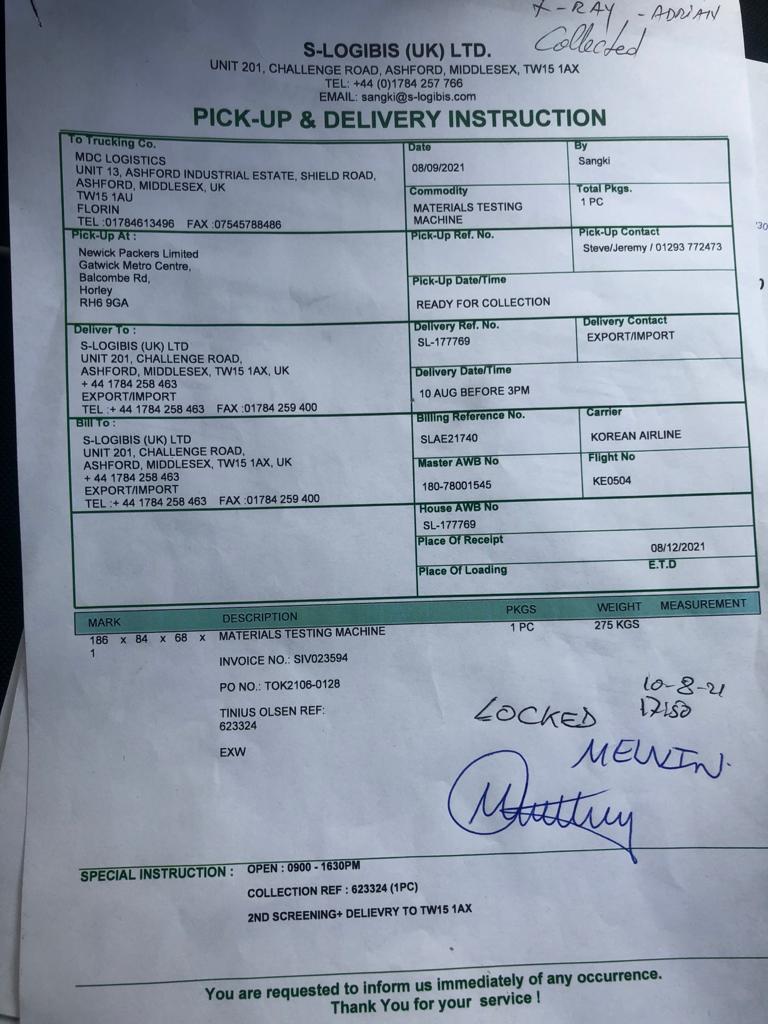 X-RAY - ADRIAN
Collected
S-LOGIBIS (UK) LTD.
UNIT 201, CHALLENGE ROAD, ASHFORD, MIDDLESEX, TW15 1AX
TEL: +44 (0)1784 257 766
EMAIL: sangki@s-logibis.com
PICK-UP & DELIVERY INSTRUCTION
To Trucking Co.
MDC LOGISTICS
UNIT 13, ASHFORD INDUSTRIAL ESTATE, SHIELD ROAD,
ASHFORD, MIDDLESEX, UK
TW15 1AU
FLORIN
TEL :01784613496 FAX :07545788486
Date
08/09/2021
By
Sangki
Commodity
MATERIALS TESTING
MACHINE
Total Pkgs.
1 PC
Pick-Up At :
Newick Packers Limited
Gatwick Metro Centre,
Balcombe Rd,
Horley
RH6 9GA
Pick-Up Ref. No.
Pick-Up Contact
Steve/Jeremy / 01293 772473
Pick-Up Date/Time
READY FOR COLLECTION
Deliver To :
S-LOGIBIS (UK) LTD
UNIT 201, CHALLENGE ROAD,
ASHFORD, MIDDLESEX, TW15 1AX, UK
+ 44 1784 258 463
EXPORT/IMPORT
TEL :+ 44 1784 258 463 FAX :01784 259 400
Delivery Ref. No.
SL-177769
Delivery Contact
EXPORT/IMPORT
Delivery Date/Time
10 AUG BEFORE 3PM
Bill To :
S-LOGIBIS (UK) LTD
UNIT 201, CHALLENGE ROAD,
ASHFORD, MIDDLESEX, TW15 1AX, UK
+ 44 1784 258 463
EXPORT/IMPORT
TEL :+ 44 1784 258 463 FAX :01784 259 400
Billing Reference No.
SLAE21740
Carrier
KOREAN AIRLINE
Master AWB No
180-78001545
Flight No
KE0504
House AWB No
SL-177769
Place Of Receipt
08/12/2021
Place Of Loading
E.T.D
MARK DESCRIPTION PKGS WEIGHT MEASUREMENT
186 x 84 x 68 x MATERIALS TESTING MACHINE 1 PC 275 KGS
1
INVOICE NO.: SIV023594
PO NO.: TOK2106-0128
TINIUS OLSEN REF:
623324
EXW
LOCKED
10-8-21
17:50
MELVIN.
SPECIAL INSTRUCTION :
OPEN : 0900 - 1630PM
COLLECTION REF : 623324 (1PC)
2ND SCREENING+ DELIEVRY TO TW15 1AX
You are requested to inform us immediately of any occurrence.
Thank You for your service !